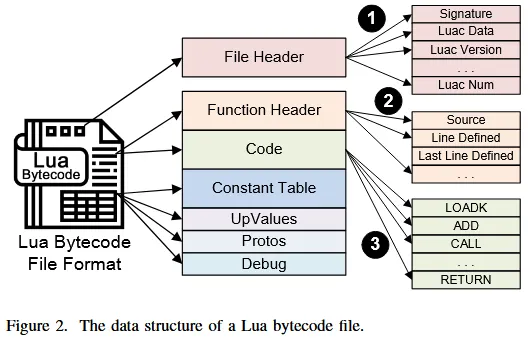 Lua
Bytecode
Lua Bytecode
File Format
File Header
Function Header
Code
Constant Table
UpValues
Protos
Debug
1
Signature
Luac Data
Luac Version
. . .
Luac Num
2
Source
Line Defined
Last Line Defined
. . .
3
LOADK
ADD
CALL
. . .
RETURN
Figure 2. The data structure of a Lua bytecode file.